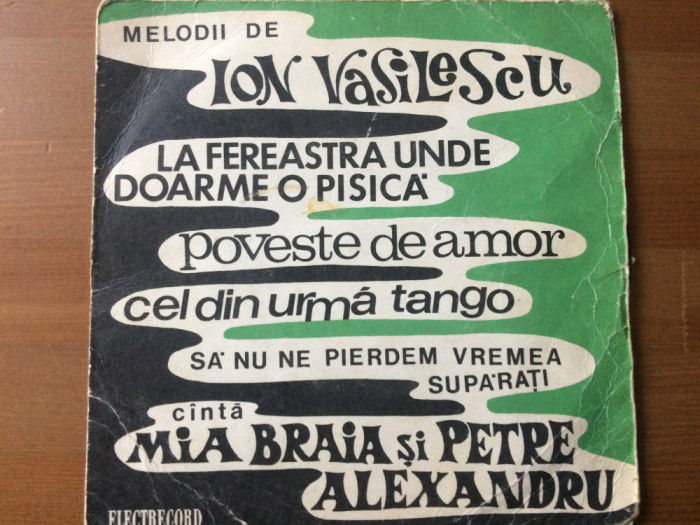 MELODII DE
ION VASILESCU
LA FEREASTRA UNDE
DOARME O PISICĂ
poveste de amor
cel din urmă tango
SĂ NU NE PIERDEM VREMEA
SUPĂRAȚI
cîntă
MIA BRAIA ȘI PETRE
ALEXANDRU
ELECTRECORD